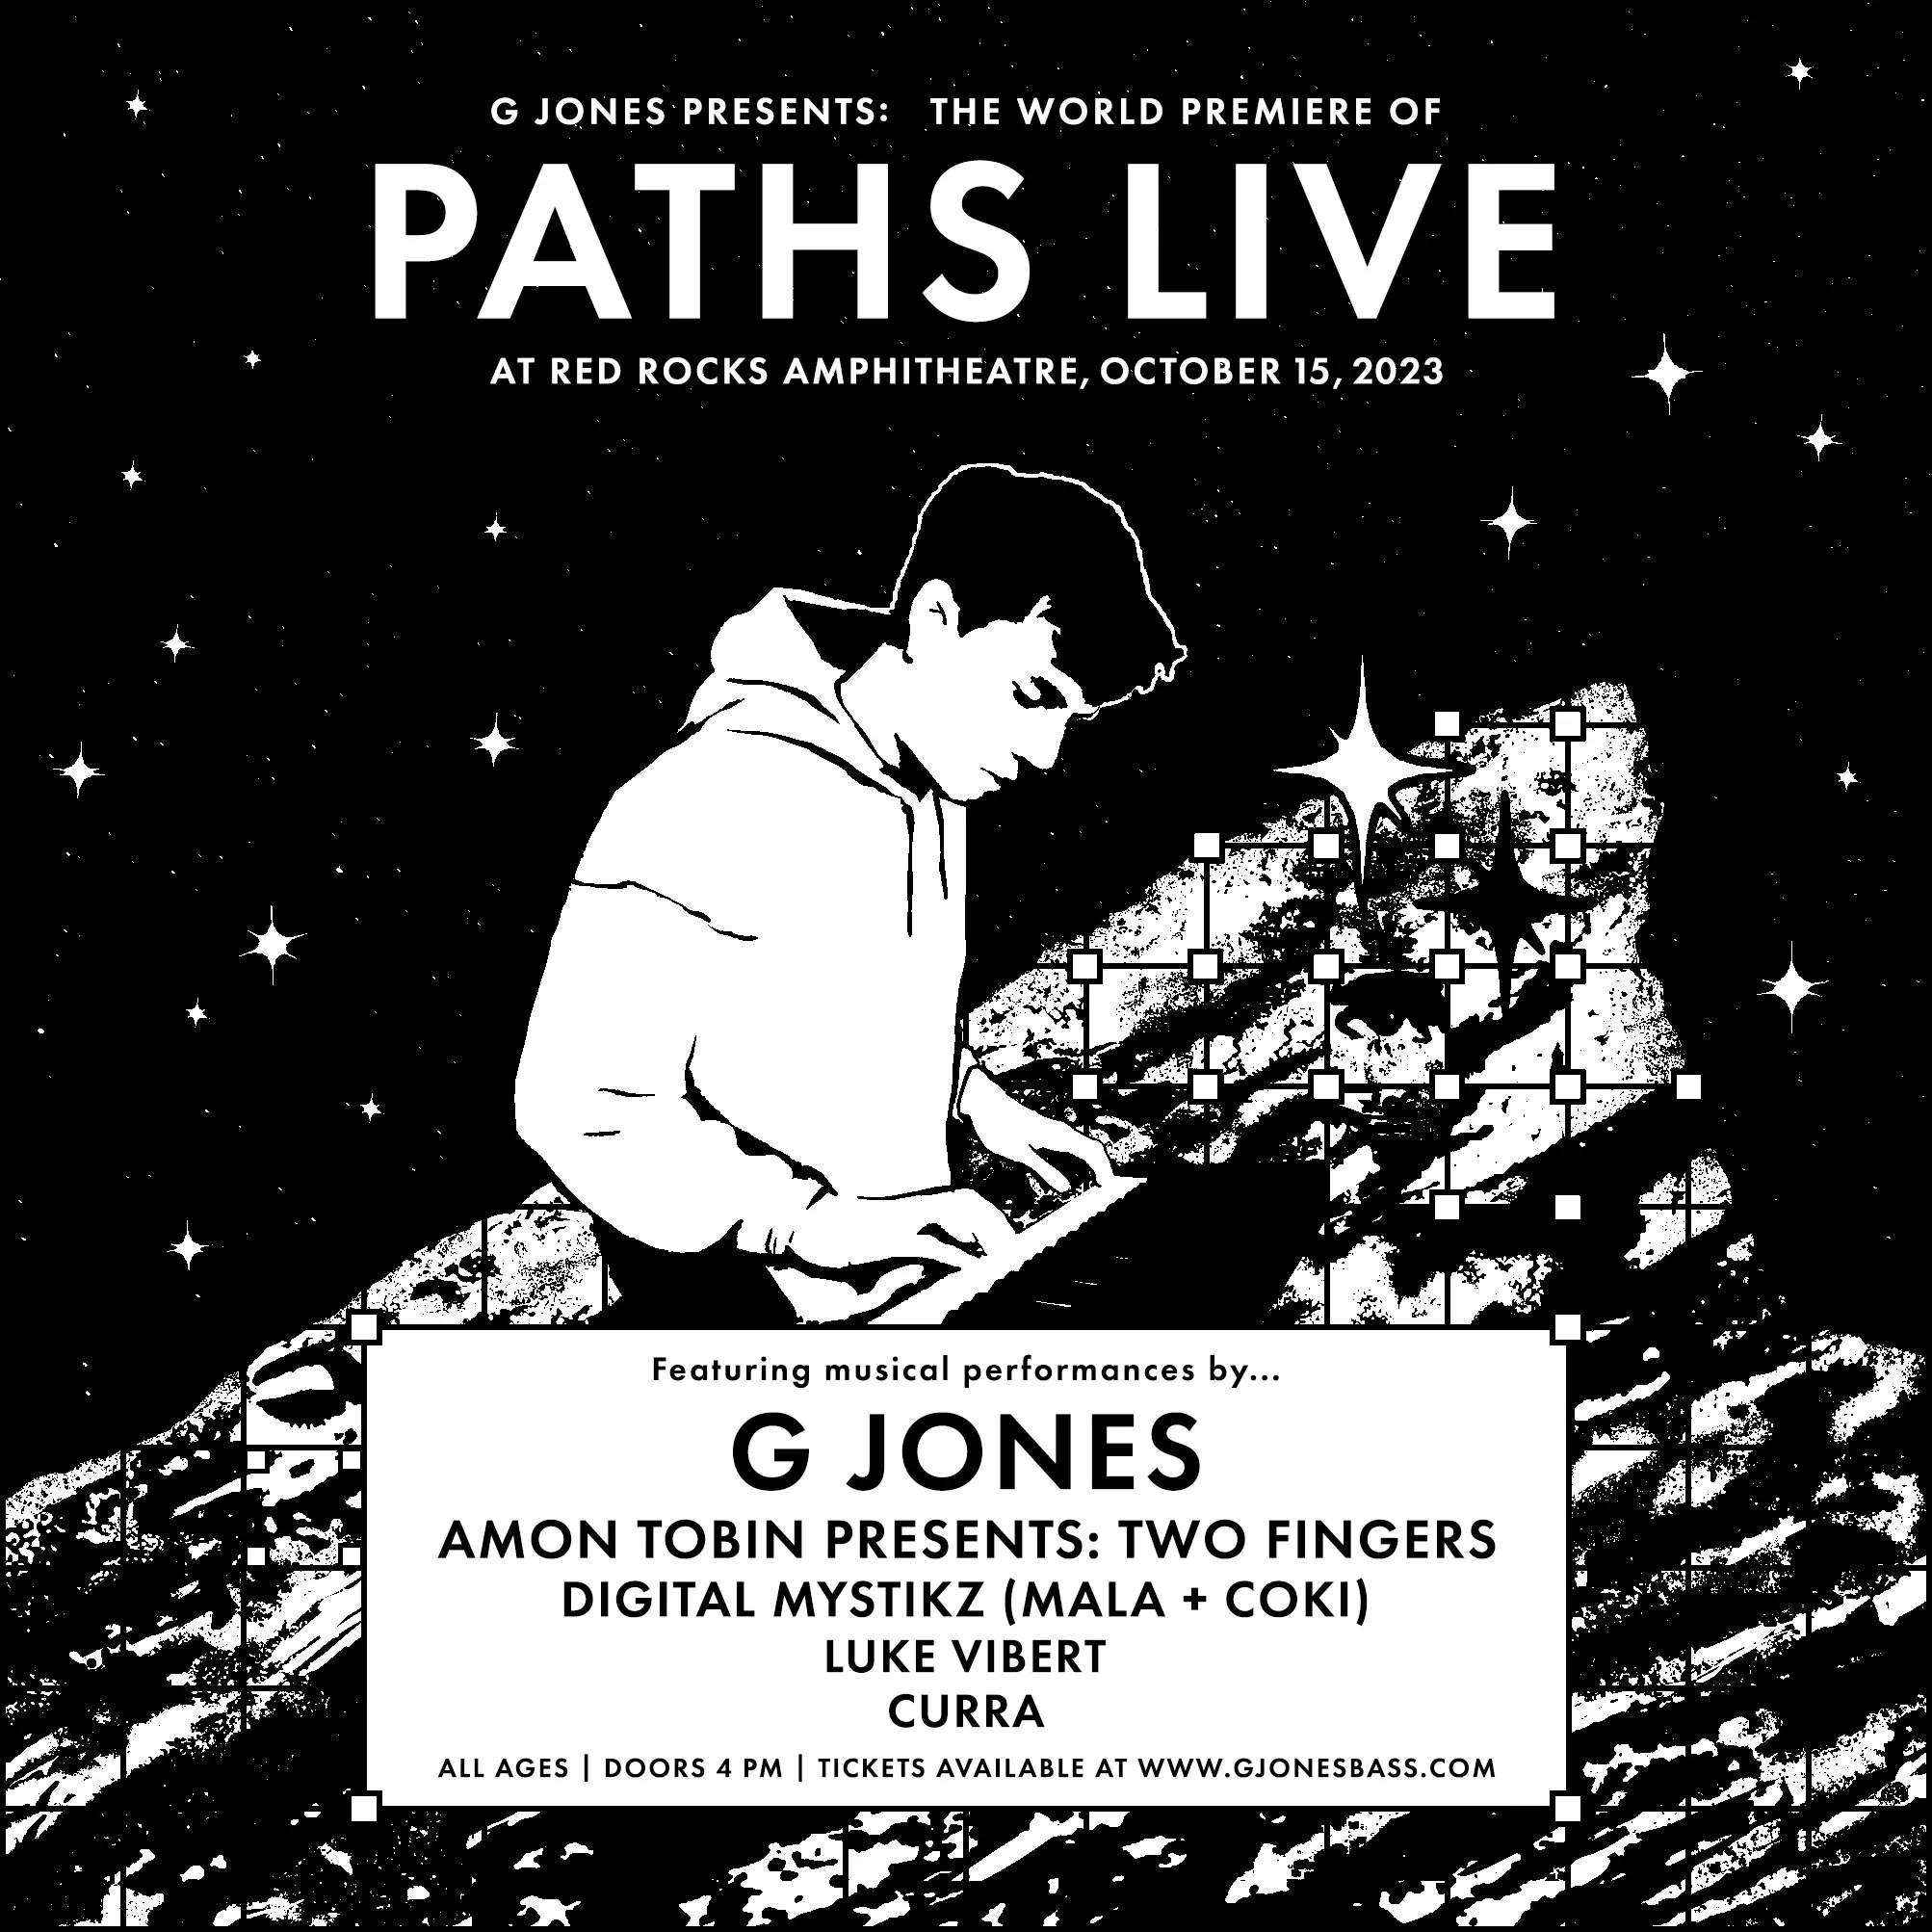 G JONES PRESENTS: THE WORLD PREMIERE OF
PATHS LIVE
AT RED ROCKS AMPHITHEATRE, OCTOBER 15, 2023
Featuring musical performances by...
G JONES
AMON TOBIN PRESENTS: TWO FINGERS
DIGITAL MYSTIKZ (MALA + COKI)
LUKE VIBERT
CURRA
ALL AGES | DOORS 4 PM | TICKETS AVAILABLE AT WWW.GJONESBASS.COM